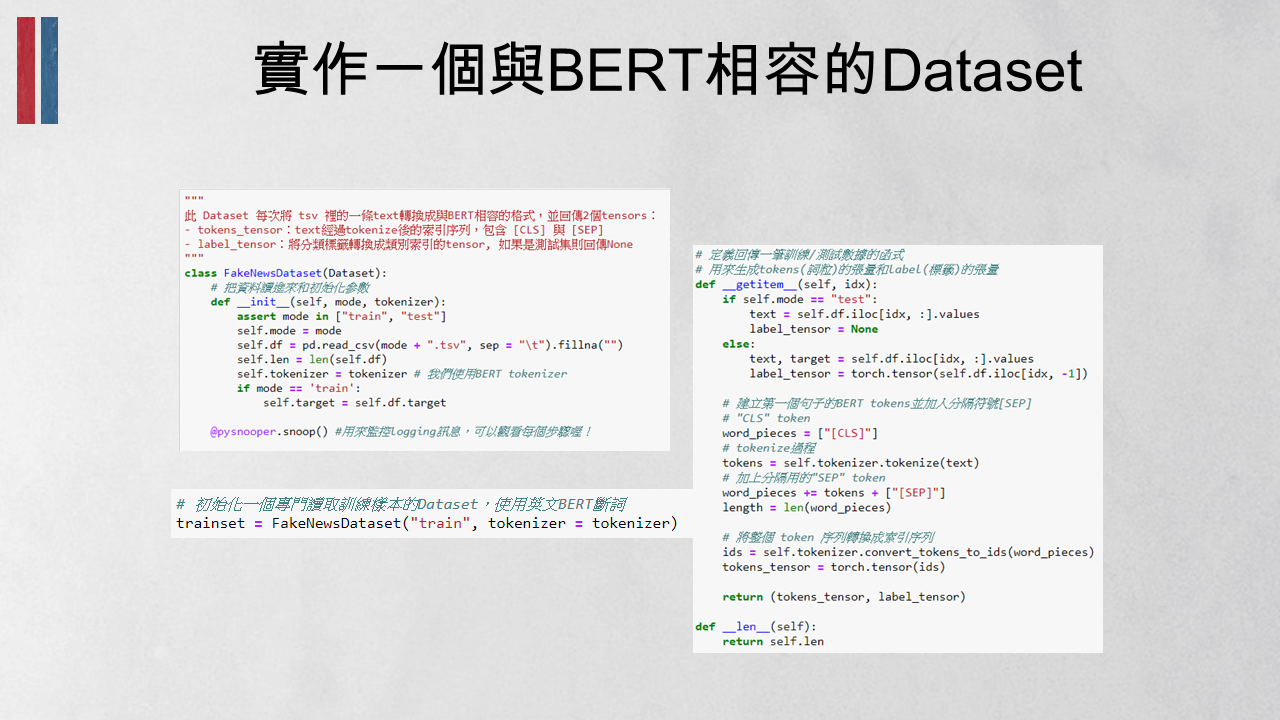 實作一個與BERT相容的Dataset
"""
此 Dataset 每次將 tsv 裡的一條text轉換成與BERT相容的格式，並回傳2個tensors：
- tokens_tensor：text經過tokenize後的索引序列，包含 [CLS] 與 [SEP]
- label_tensor：將分類標籤轉換成類別索引的tensor, 如果是測試集則回傳None
"""
class FakeNewsDataset(Dataset):
    # 把資料讀進來和初始化參數
    def __init__(self, mode, tokenizer):
        assert mode in ["train", "test"]
        self.mode = mode
        self.df = pd.read_csv(mode + ".tsv", sep = "\t").fillna("")
        self.len = len(self.df)
        self.tokenizer = tokenizer # 我們使用BERT tokenizer
        if mode == 'train':
            self.target = self.df.target
    @pysnooper.snoop() #用來監控logging訊息，可以觀看每個步驟喔！
# 初始化一個專門讀取訓練樣本的Dataset，使用英文BERT斷詞
trainset = FakeNewsDataset("train", tokenizer = tokenizer)
# 定義回傳一筆訓練/測試數據的函式
# 用來生成tokens(詞粒)的張量和label(標籤)的張量
def __getitem__(self, idx):
    if self.mode == "test":
        text = self.df.iloc[idx, :].values
        label_tensor = None
    else:
        text, target = self.df.iloc[idx, :].values
        label_tensor = torch.tensor(self.df.iloc[idx, -1])
    # 建立第一個句子的BERT tokens並加入分隔符號[SEP]
    # "CLS" token
    word_pieces = ["[CLS]"]
    # tokenize過程
    tokens = self.tokenizer.tokenize(text)
    # 加上分隔用的"SEP" token
    word_pieces += tokens + ["[SEP]"]
    length = len(word_pieces)
    # 將整個 token 序列轉換成索引序列
    ids = self.tokenizer.convert_tokens_to_ids(word_pieces)
    tokens_tensor = torch.tensor(ids)
    return (tokens_tensor, label_tensor)
def __len__(self):
    return self.len